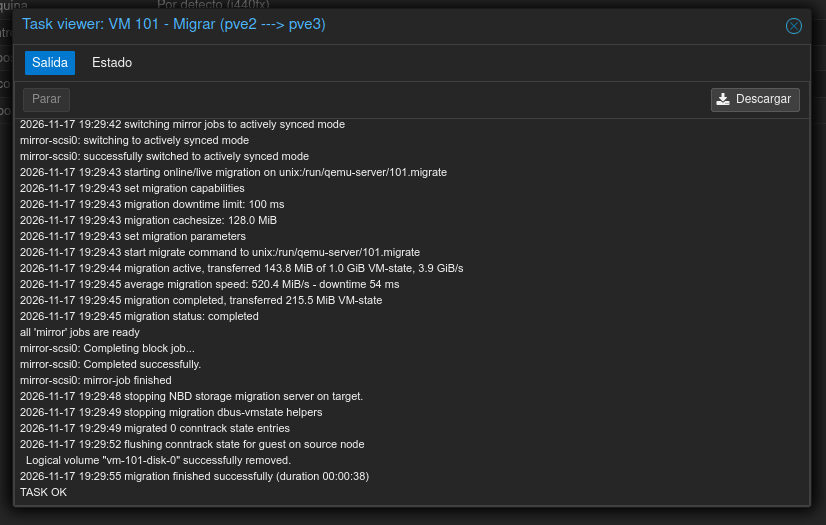 quina
Por defecto (i440fx)
Task viewer: VM 101 - Migrar (pve2 ---> pve3)
Salida
Estado
Parar
Descargar
2026-11-17 19:29:42 switching mirror jobs to actively synced mode
mirror-scsi0: switching to actively synced mode
mirror-scsi0: successfully switched to actively synced mode
2026-11-17 19:29:43 starting online/live migration on unix:/run/qemu-server/101.migrate
2026-11-17 19:29:43 set migration capabilities
2026-11-17 19:29:43 migration downtime limit: 100 ms
2026-11-17 19:29:43 migration cachesize: 128.0 MiB
2026-11-17 19:29:43 set migration parameters
2026-11-17 19:29:43 start migrate command to unix:/run/qemu-server/101.migrate
2026-11-17 19:29:44 migration active, transferred 143.8 MiB of 1.0 GiB VM-state, 3.9 GiB/s
2026-11-17 19:29:45 average migration speed: 520.4 MiB/s - downtime 54 ms
2026-11-17 19:29:45 migration completed, transferred 215.5 MiB VM-state
2026-11-17 19:29:45 migration status: completed
all 'mirror' jobs are ready
mirror-scsi0: Completing block job...
mirror-scsi0: Completed successfully.
mirror-scsi0: mirror-job finished
2026-11-17 19:29:48 stopping NBD storage migration server on target.
2026-11-17 19:29:49 stopping migration dbus-vmstate helpers
2026-11-17 19:29:49 migrated 0 conntrack state entries
2026-11-17 19:29:52 flushing conntrack state for guest on source node
Logical volume "vm-101-disk-0" successfully removed.
2026-11-17 19:29:55 migration finished successfully (duration 00:00:38)
TASK OK